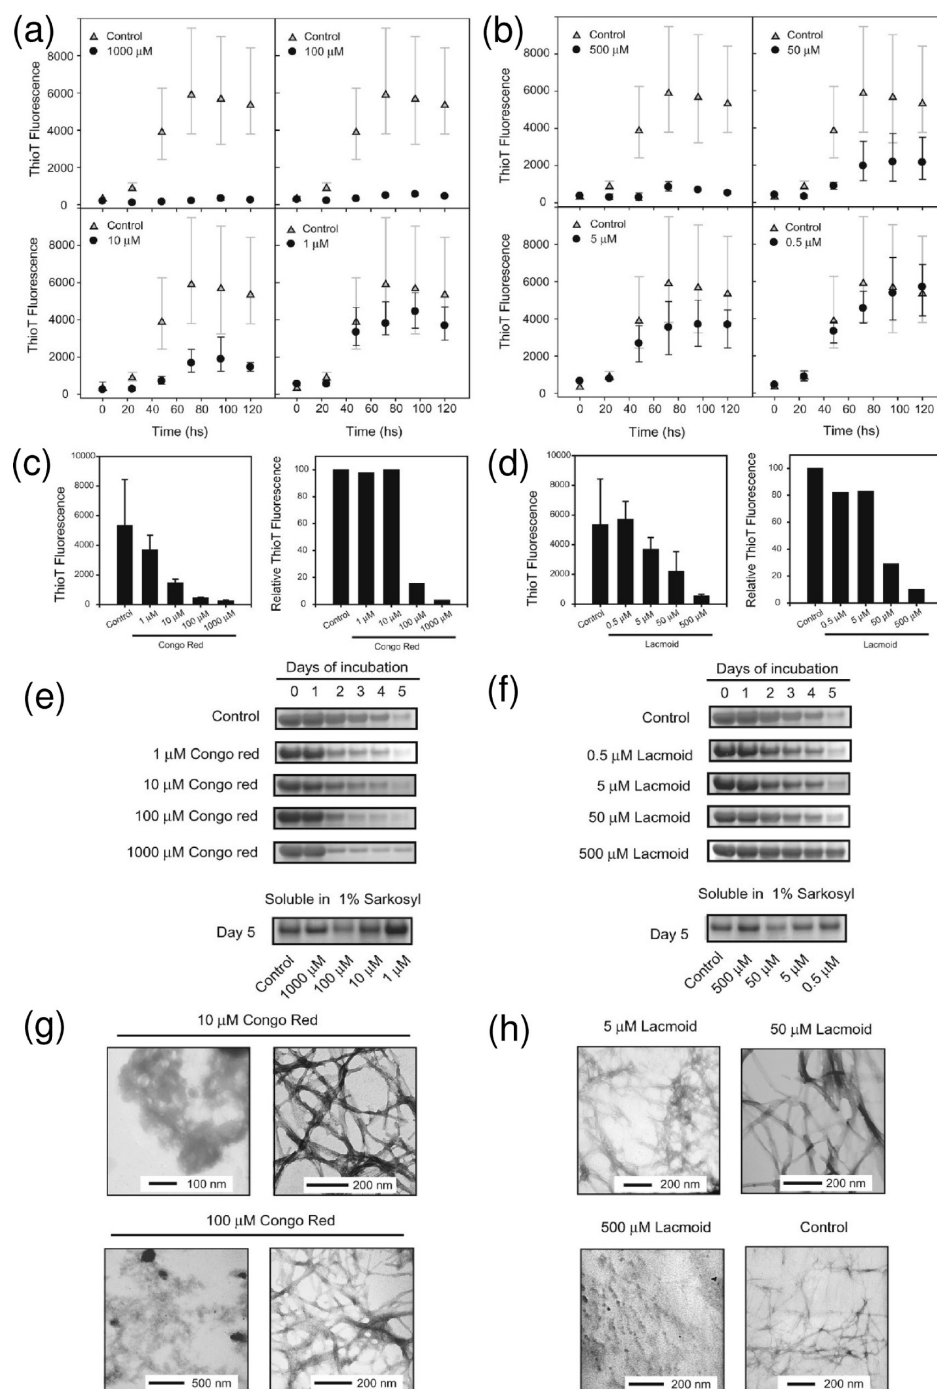 (a)
Control
1000 µM
Control
100 µM
ThioT Fluorescence
8000
6000
4000
2000
0
Control
10 µM
Control
1 µM
ThioT Fluorescence
8000
6000
4000
2000
0
0 20 40 60 80 100 120
0 20 40 60 80 100 120
Time (hs)
Time (hs)
(b)
Control
500 µM
Control
50 µM
ThioT Fluorescence
8000
6000
4000
2000
0
Control
5 µM
Control
0.5 µM
ThioT Fluorescence
8000
6000
4000
2000
0
0 20 40 60 80 100 120
0 20 40 60 80 100 120
Time (hs)
Time (hs)
(c)
ThioT Fluorescence
10000
8000
6000
4000
2000
0
Control 1 µM 10 µM 100 µM 1000 µM
Congo Red
Relative ThioT Fluorescence
100
80
60
40
20
0
Control 1 µM 10 µM 100 µM 1000 µM
Congo Red
(d)
ThioT Fluorescence
10000
8000
6000
4000
2000
0
Control 0.5 µM 5 µM 50 µM 500 µM
Lacmoid
Relative ThioT Fluorescence
100
80
60
40
20
0
Control 0.5 µM 5 µM 50 µM 500 µM
Lacmoid
(e)
Days of incubation
0 1 2 3 4 5
Control
1 µM Congo red
10 µM Congo red
100 µM Congo red
1000 µM Congo red
Soluble in 1% Sarkosyl
Day 5
Control 1000 µM 100 µM 10 µM 1 µM
(f)
Days of incubation
0 1 2 3 4 5
Control
0.5 µM Lacmoid
5 µM Lacmoid
50 µM Lacmoid
500 µM Lacmoid
Soluble in 1% Sarkosyl
Day 5
Control 500 µM 50 µM 5 µM 0.5 µM
(g)
10 µM Congo Red
100 nm
200 nm
100 µM Congo Red
500 nm
200 nm
(h)
5 µM Lacmoid
50 µM Lacmoid
200 nm
200 nm
500 µM Lacmoid
Control
200 nm
200 nm